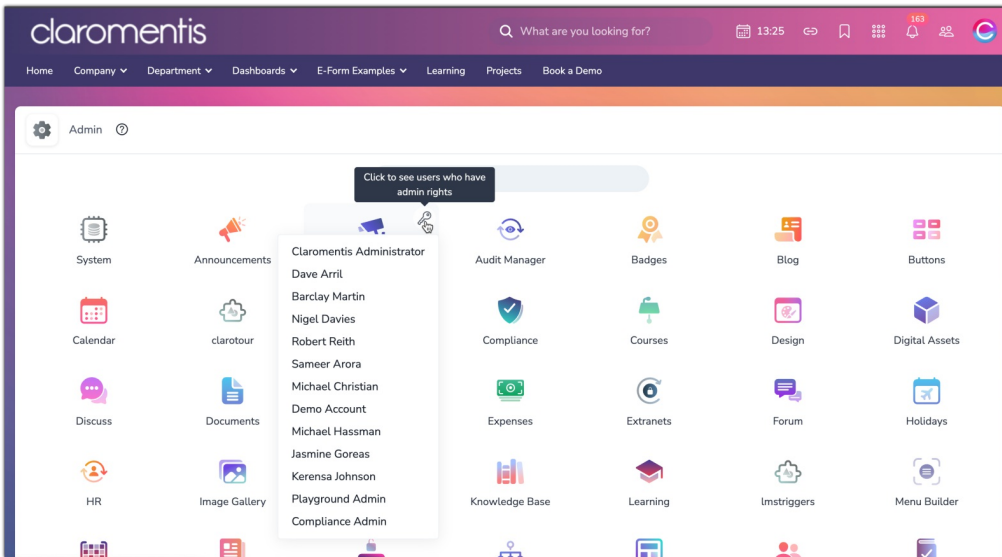 claromentis
What are you looking for?
13:25
163
Home Company Department Dashboards E-Form Examples Learning Projects Book a Demo
Admin
Click to see users who have
admin rights
System Announcements Audit Manager Badges Blog Buttons
Claromentis Administrator
Dave Arril
Barclay Martin
Nigel Davies
Robert Reith
Sameer Arora
Michael Christian
Demo Account
Michael Hassman
Jasmine Goreas
Kerensa Johnson
Playground Admin
Compliance Admin
Calendar clarotour Compliance Courses Design Digital Assets
Discuss Documents Expenses Extranets Forum Holidays
HR Image Gallery Knowledge Base Learning lmstriggers Menu Builder